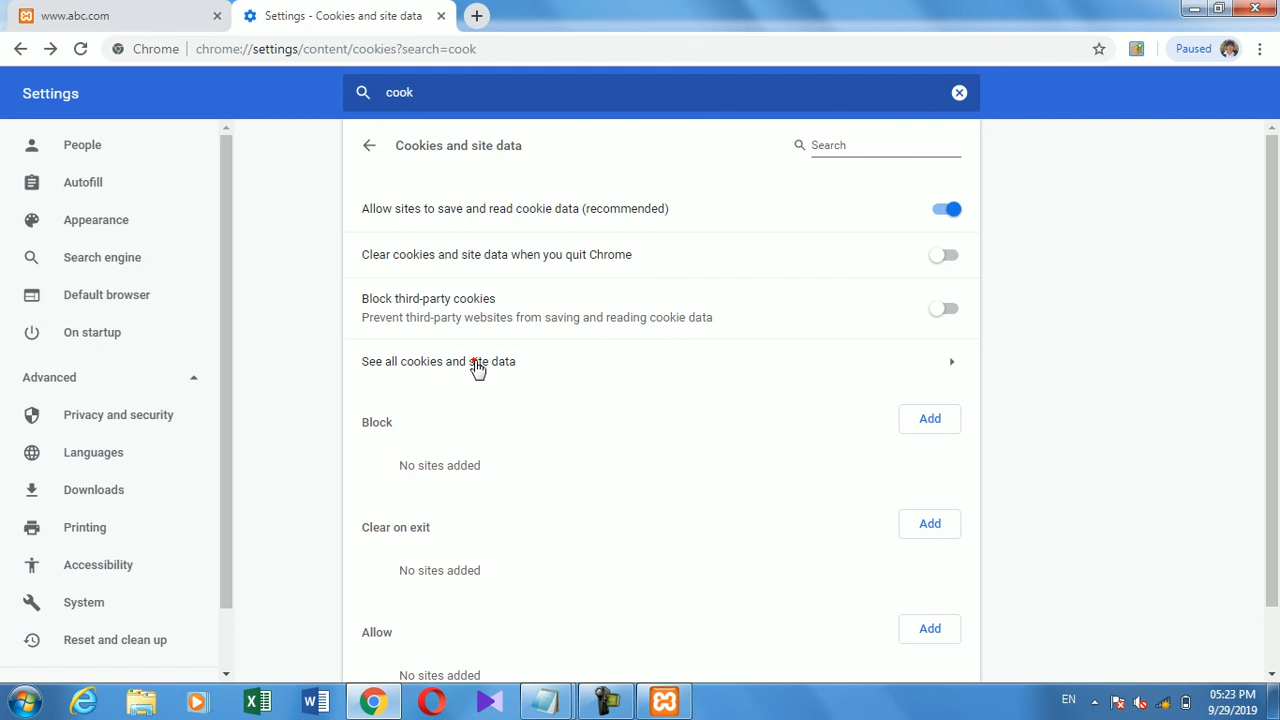 www.abc.com
Settings - Cookies and site data
Chrome
chrome://settings/content/cookies?search=cook
Paused
Settings
cook
People
Autofill
Appearance
Search engine
Default browser
On startup
Advanced
Privacy and security
Languages
Downloads
Printing
Accessibility
System
Reset and clean up
Cookies and site data
Search
Allow sites to save and read cookie data (recommended)
Clear cookies and site data when you quit Chrome
Block third-party cookies
Prevent third-party websites from saving and reading cookie data
See all cookies and site data
Block
Add
No sites added
Clear on exit
Add
No sites added
Allow
Add
No sites added
EN
05:23 PM
9/29/2019